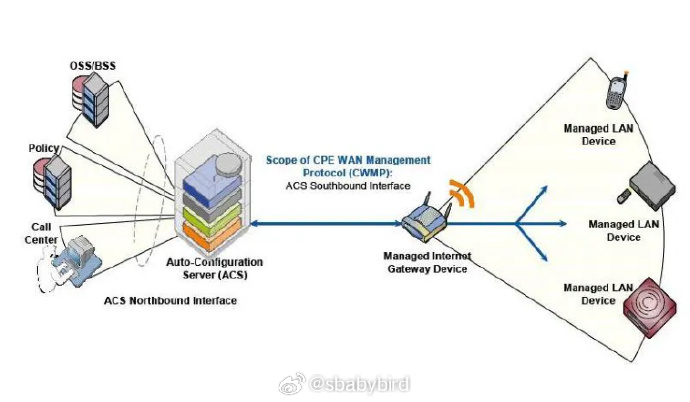 OSS/BSS
Policy
Call
Center
Auto-Configuration
Server (ACS)
ACS Northbound Interface
Scope of CPE WAN Management
Protocol (CWMP):
ACS Southbound Interface
Managed Internet
Gateway Device
Managed LAN
Device
Managed LAN
Device
Managed LAN
Device
@sbabybird